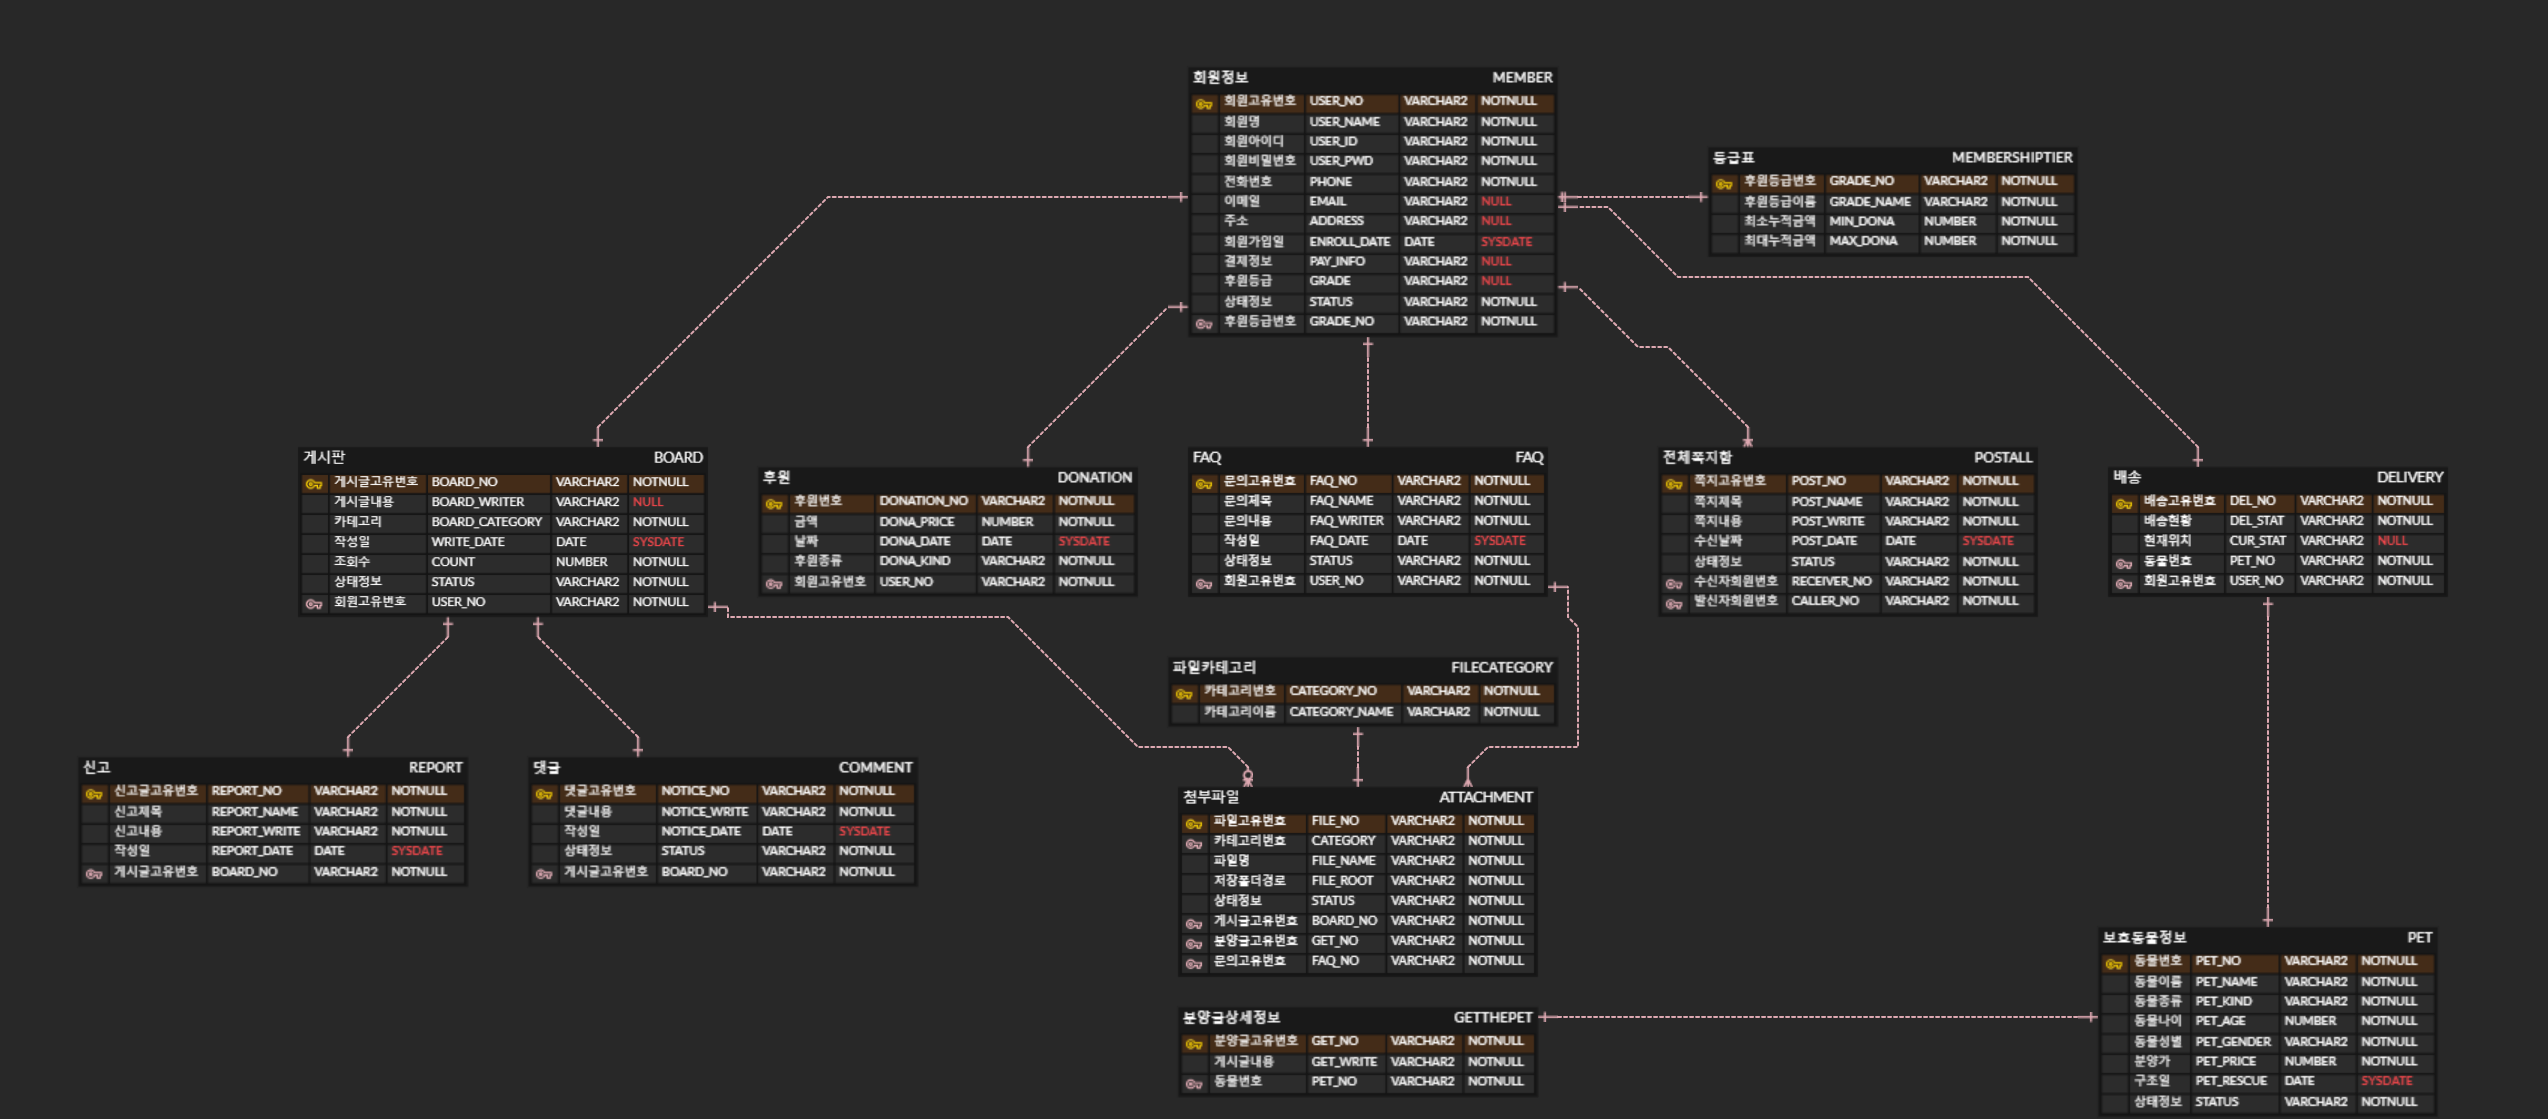 회원정보 MEMBER
회원고유번호 USER_NO VARCHAR2 NOTNULL
회원명 USER_NAME VARCHAR2 NOTNULL
회원아이디 USER_ID VARCHAR2 NOTNULL
회원비밀번호 USER_PWD VARCHAR2 NOTNULL
전화번호 PHONE VARCHAR2 NOTNULL
이메일 EMAIL VARCHAR2 NULL
주소 ADDRESS VARCHAR2 NULL
회원가입일 ENROLL_DATE DATE SYSDATE
결제정보 PAY_INFO VARCHAR2 NULL
후원등급 GRADE VARCHAR2 NULL
상태정보 STATUS VARCHAR2 NOTNULL
후원등급번호 GRADE_NO VARCHAR2 NOTNULL
등급표 MEMBERSHIPTIER
후원등급번호 GRADE_NO VARCHAR2 NOTNULL
후원등급이름 GRADE_NAME VARCHAR2 NOTNULL
최소누적금액 MIN_DONA NUMBER NOTNULL
최대누적금액 MAX_DONA NUMBER NOTNULL
게시판 BOARD
게시글고유번호 BOARD_NO VARCHAR2 NOTNULL
게시글내용 BOARD_WRITER VARCHAR2 NULL
카테고리 BOARD_CATEGORY VARCHAR2 NOTNULL
작성일 WRITE_DATE DATE SYSDATE
조회수 COUNT NUMBER NOTNULL
상태정보 STATUS VARCHAR2 NOTNULL
회원고유번호 USER_NO VARCHAR2 NOTNULL
후원 DONATION
후원번호 DONATION_NO VARCHAR2 NOTNULL
금액 DONA_PRICE NUMBER NOTNULL
날짜 DONA_DATE DATE SYSDATE
후원종류 DONA_KIND VARCHAR2 NOTNULL
회원고유번호 USER_NO VARCHAR2 NOTNULL
FAQ FAQ
문의고유번호 FAQ_NO VARCHAR2 NOTNULL
문의제목 FAQ_NAME VARCHAR2 NOTNULL
문의내용 FAQ_WRITER VARCHAR2 NOTNULL
작성일 FAQ_DATE DATE SYSDATE
상태정보 STATUS VARCHAR2 NOTNULL
회원고유번호 USER_NO VARCHAR2 NOTNULL
전체쪽지함 POSTALL
쪽지고유번호 POST_NO VARCHAR2 NOTNULL
쪽지제목 POST_NAME VARCHAR2 NOTNULL
쪽지내용 POST_WRITE VARCHAR2 NOTNULL
수신날짜 POST_DATE DATE SYSDATE
상태정보 STATUS VARCHAR2 NOTNULL
수신자회원번호 RECEIVER_NO VARCHAR2 NOTNULL
발신자회원번호 CALLER_NO VARCHAR2 NOTNULL
배송 DELIVERY
배송고유번호 DEL_NO VARCHAR2 NOTNULL
배송현황 DEL_STAT VARCHAR2 NOTNULL
현재위치 CUR_STAT VARCHAR2 NULL
동물번호 PET_NO VARCHAR2 NOTNULL
회원고유번호 USER_NO VARCHAR2 NOTNULL
파일카테고리 FILECATEGORY
카테고리번호 CATEGORY_NO VARCHAR2 NOTNULL
카테고리이름 CATEGORY_NAME VARCHAR2 NOTNULL
신고 REPORT
신고글고유번호 REPORT_NO VARCHAR2 NOTNULL
신고제목 REPORT_NAME VARCHAR2 NOTNULL
신고내용 REPORT_WRITE VARCHAR2 NOTNULL
작성일 REPORT_DATE DATE SYSDATE
게시글고유번호 BOARD_NO VARCHAR2 NOTNULL
댓글 COMMENT
댓글고유번호 NOTICE_NO VARCHAR2 NOTNULL
댓글내용 NOTICE_WRITE VARCHAR2 NOTNULL
작성일 NOTICE_DATE DATE SYSDATE
상태정보 STATUS VARCHAR2 NOTNULL
게시글고유번호 BOARD_NO VARCHAR2 NOTNULL
첨부파일 ATTACHMENT
파일고유번호 FILE_NO VARCHAR2 NOTNULL
카테고리번호 CATEGORY VARCHAR2 NOTNULL
파일명 FILE_NAME VARCHAR2 NOTNULL
저장폴더경로 FILE_ROOT VARCHAR2 NOTNULL
상태정보 STATUS VARCHAR2 NOTNULL
게시글고유번호 BOARD_NO VARCHAR2 NOTNULL
분양글고유번호 GET_NO VARCHAR2 NOTNULL
문의고유번호 FAQ_NO VARCHAR2 NOTNULL
분양글상세정보 GETTHEPET
분양글고유번호 GET_NO VARCHAR2 NOTNULL
게시글내용 GET_WRITE VARCHAR2 NOTNULL
동물번호 PET_NO VARCHAR2 NOTNULL
보호동물정보 PET
동물번호 PET_NO VARCHAR2 NOTNULL
동물이름 PET_NAME VARCHAR2 NOTNULL
동물종류 PET_KIND VARCHAR2 NOTNULL
동물나이 PET_AGE NUMBER NOTNULL
동물성별 PET_GENDER VARCHAR2 NOTNULL
분양가 PET_PRICE NUMBER NOTNULL
구조일 PET_RESCUE DATE SYSDATE
상태정보 STATUS VARCHAR2 NOTNULL